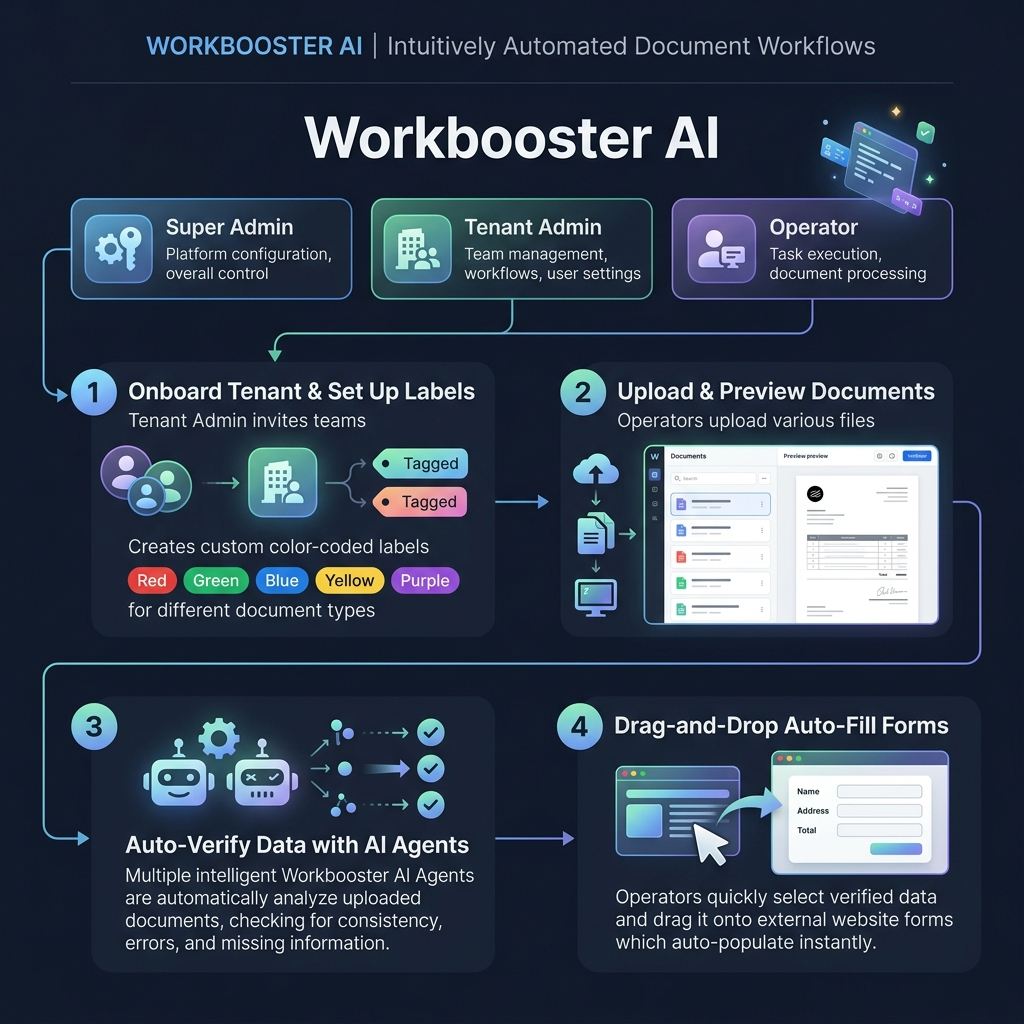 WORKBOOSTER AI | Intuitively Automated Document Workflows
Workbooster AI
Super Admin
Platform configuration,
overall control
Tenant Admin
Team management,
workflows, user settings
Operator
Task execution,
document processing
1
Onboard Tenant & Set Up Labels
Tenant Admin invites teams
Tagged
Tagged
Creates custom color-coded labels
Red
Green
Blue
Yellow
Purple
for different document types
2
Upload & Preview Documents
Operators upload various files
W
Documents
Preview preview
Search
Total
Z
3
Auto-Verify Data with AI Agents
Multiple intelligent Workbooster AI Agents
are automatically analyze uploaded
documents, checking for consistency,
errors, and missing information.
4
Drag-and-Drop Auto-Fill Forms
Name
Address
Total
Operators quickly select verified data
and drag it onto external website forms
which auto-populate instantly.